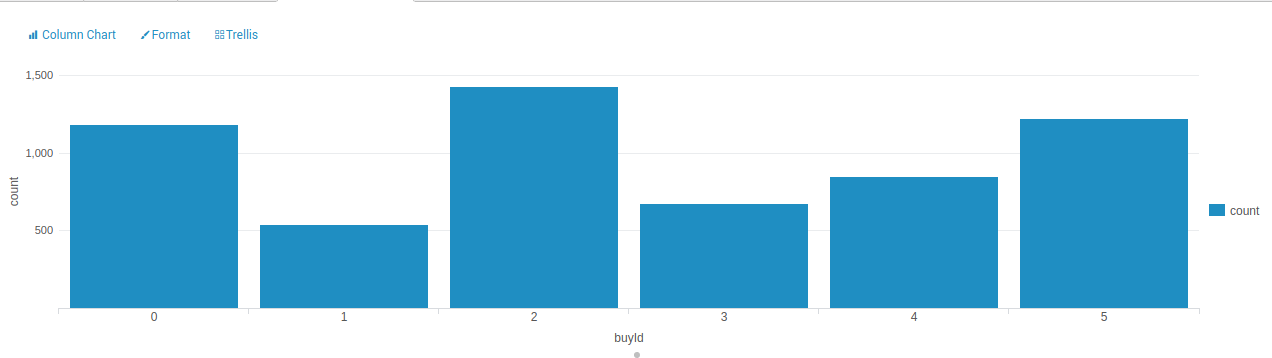 Column Chart Format Trellis
1,500
1,000
500
count
0 1 2 3 4 5
buyId
count